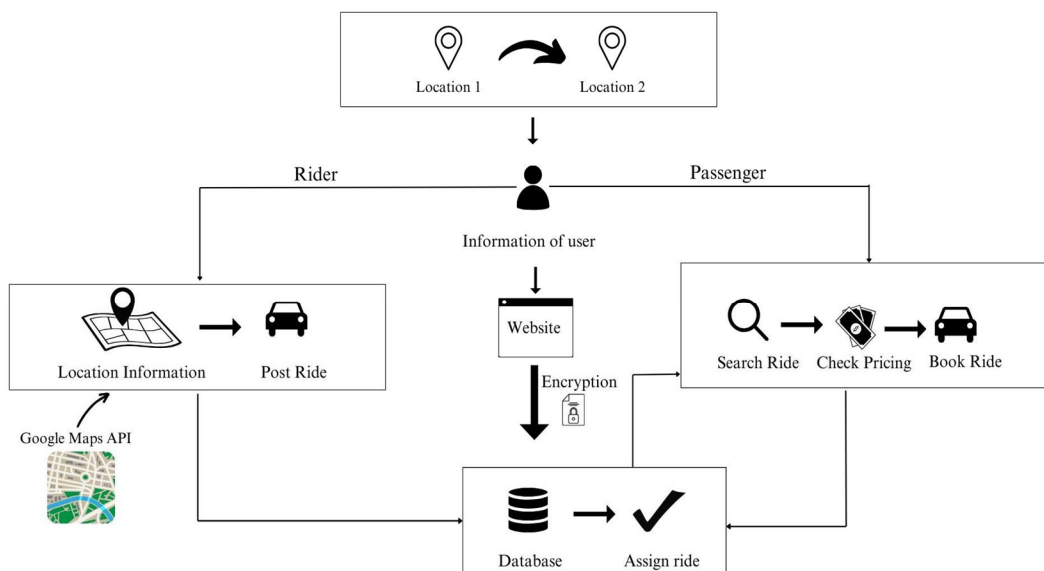 Location 1
Location 2
Rider
Passenger
Information of user
Website
Search Ride
Check Pricing
Book Ride
Location Information
Post Ride
Encryption
Google Maps API
Database
Assign ride